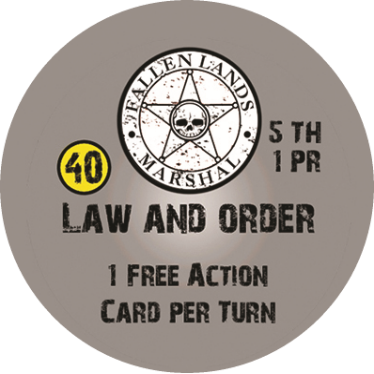 FALLEN LANDS
MARSHAL
40
5 TH
1 PR
LAW AND ORDER
1 FREE ACTION
CARD PER TURN